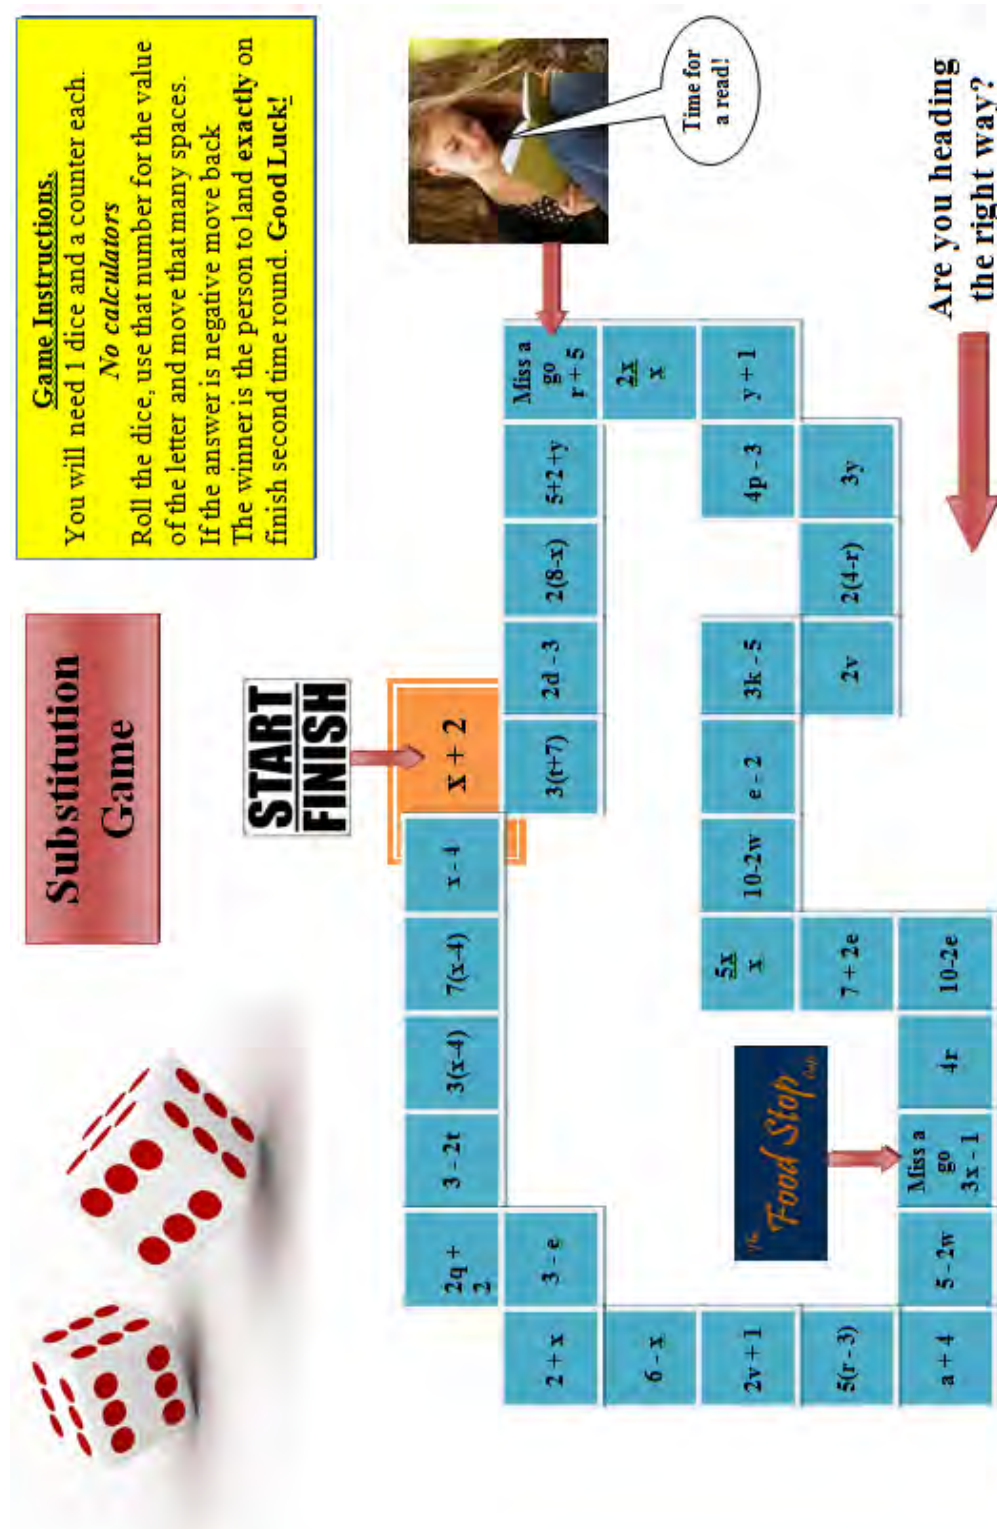 Substitution
Game
Game Instructions.
You will need 1 dice and a counter each.
No calculators
Roll the dice, use that number for the value
of the letter and move that many spaces.
If the answer is negative move back
The winner is the person to land exactly on
finish second time round. Good Luck!
START
FINISH
Time for
a read!
x + 2
2q +
2
3 - 2t
3(x-4)
7(x-4)
x - 4
2 + x
3 - e
3(t+7)
2d - 3
2(8-x)
5+2+y
Miss a
go
r + 5
6 - x
2x
x
2v + 1
5x
x
10-2w
e - 2
3k - 5
4p - 3
y + 1
5(r - 3)
7 + 2e
2v
2(4-r)
3y
The
Food Stop
a + 4
5 - 2w
Miss a
go
3x - 1
4r
10-2e
Are you heading
the right way?